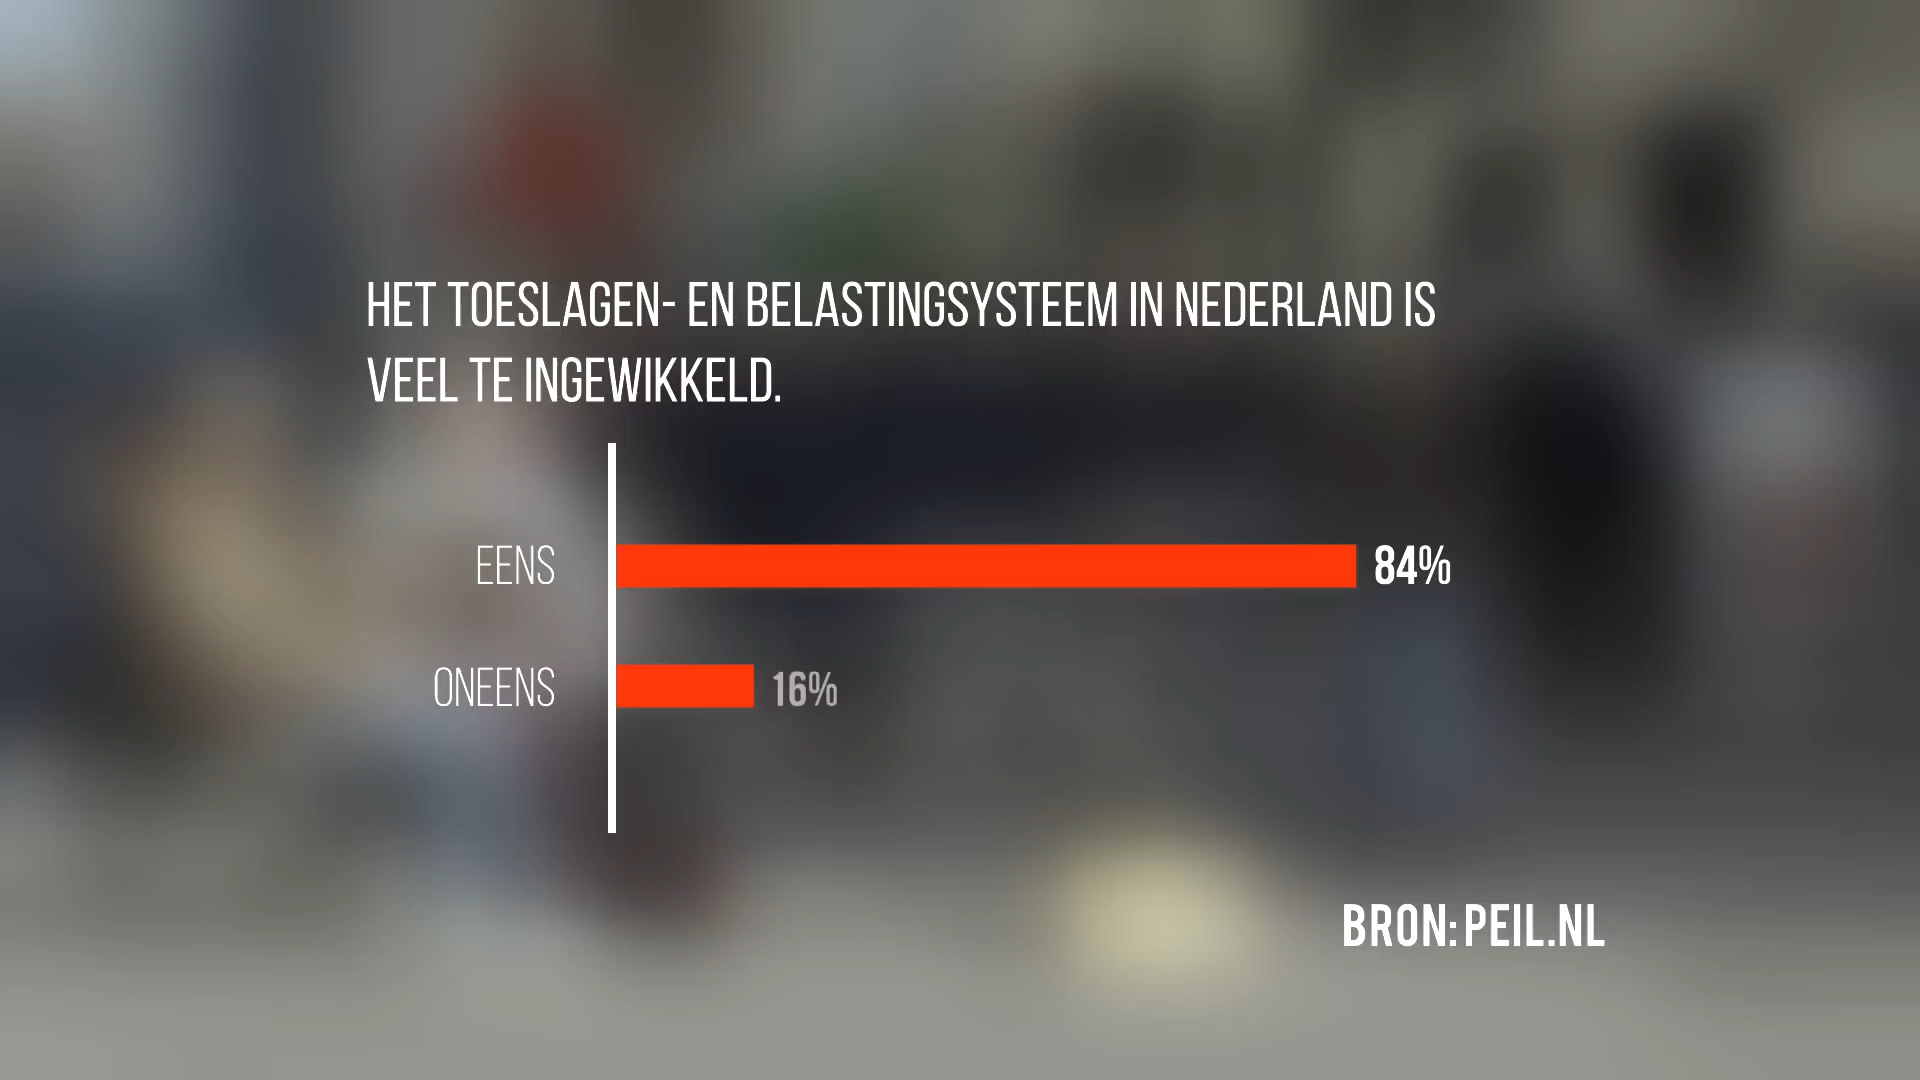 HET TOESLAGEN- EN BELASTINGSYSTEEM IN NEDERLAND IS
VEEL TE INGEWIKKELD.
EENS 84%
ONEENS 16%
BRON: PEIL.NL